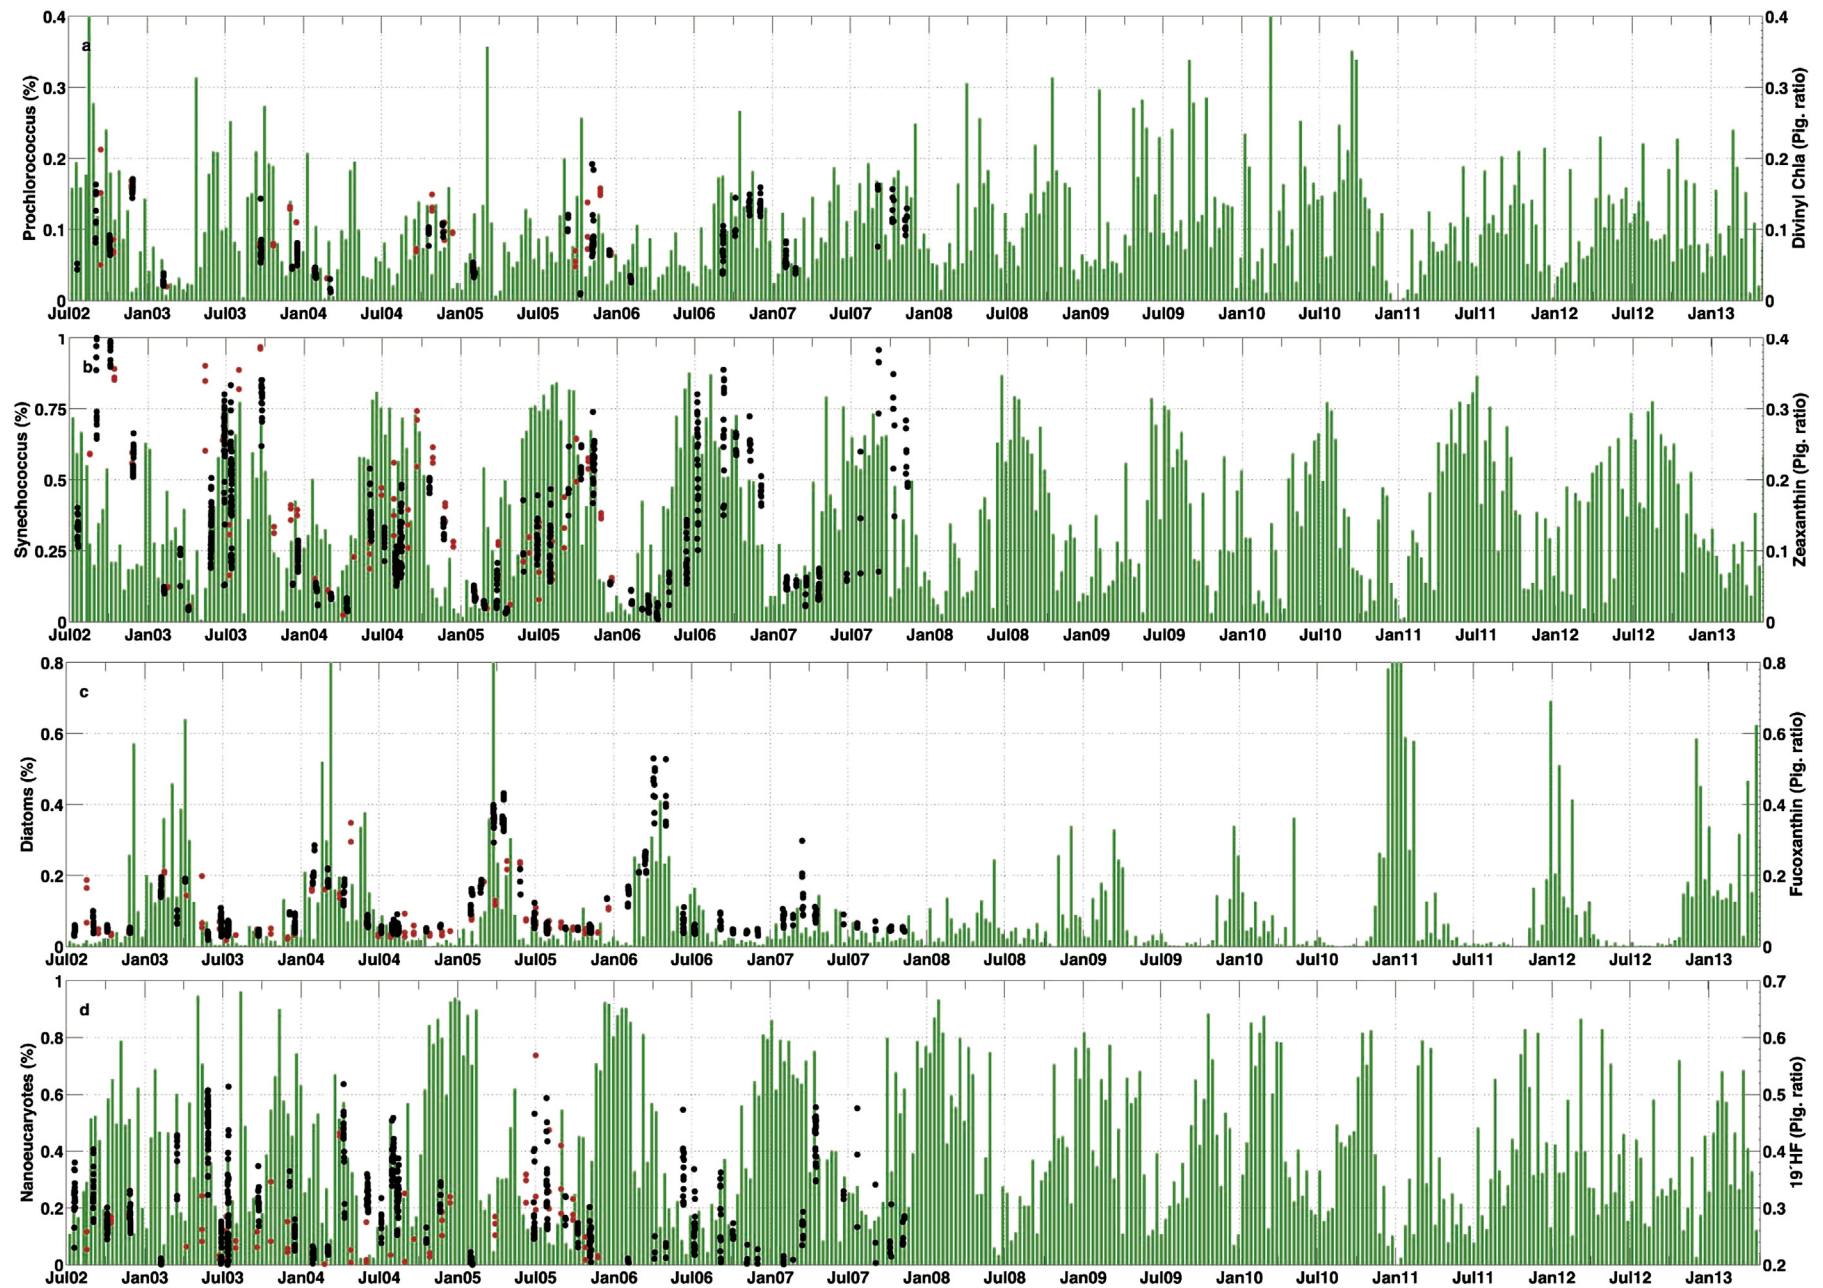 a
Prochlorococcus (%)
0.4
0.3
0.2
0.1
0
Divinyl Chla (Pig. ratio)
0.4
0.3
0.2
0.1
0
Jul02 Jan03 Jul03 Jan04 Jul04 Jan05 Jul05 Jan06 Jul06 Jan07 Jul07 Jan08 Jul08 Jan09 Jul09 Jan10 Jul10 Jan11 Jul11 Jan12 Jul12 Jan13
b
Synechococcus (%)
1
0.75
0.5
0.25
0
Zeaxanthin (Pig. ratio)
0.4
0.3
0.2
0.1
0
Jul02 Jan03 Jul03 Jan04 Jul04 Jan05 Jul05 Jan06 Jul06 Jan07 Jul07 Jan08 Jul08 Jan09 Jul09 Jan10 Jul10 Jan11 Jul11 Jan12 Jul12 Jan13
c
Diatoms (%)
0.8
0.6
0.4
0.2
0
Fucoxanthin (Pig. ratio)
0.8
0.6
0.4
0.2
0
Jul02 Jan03 Jul03 Jan04 Jul04 Jan05 Jul05 Jan06 Jul06 Jan07 Jul07 Jan08 Jul08 Jan09 Jul09 Jan10 Jul10 Jan11 Jul11 Jan12 Jul12 Jan13
d
Nanoeucaryotes (%)
1
0.8
0.6
0.4
0.2
0
19'HF (Pig. ratio)
0.7
0.6
0.5
0.4
0.3
0.2
Jul02 Jan03 Jul03 Jan04 Jul04 Jan05 Jul05 Jan06 Jul06 Jan07 Jul07 Jan08 Jul08 Jan09 Jul09 Jan10 Jul10 Jan11 Jul11 Jan12 Jul12 Jan13